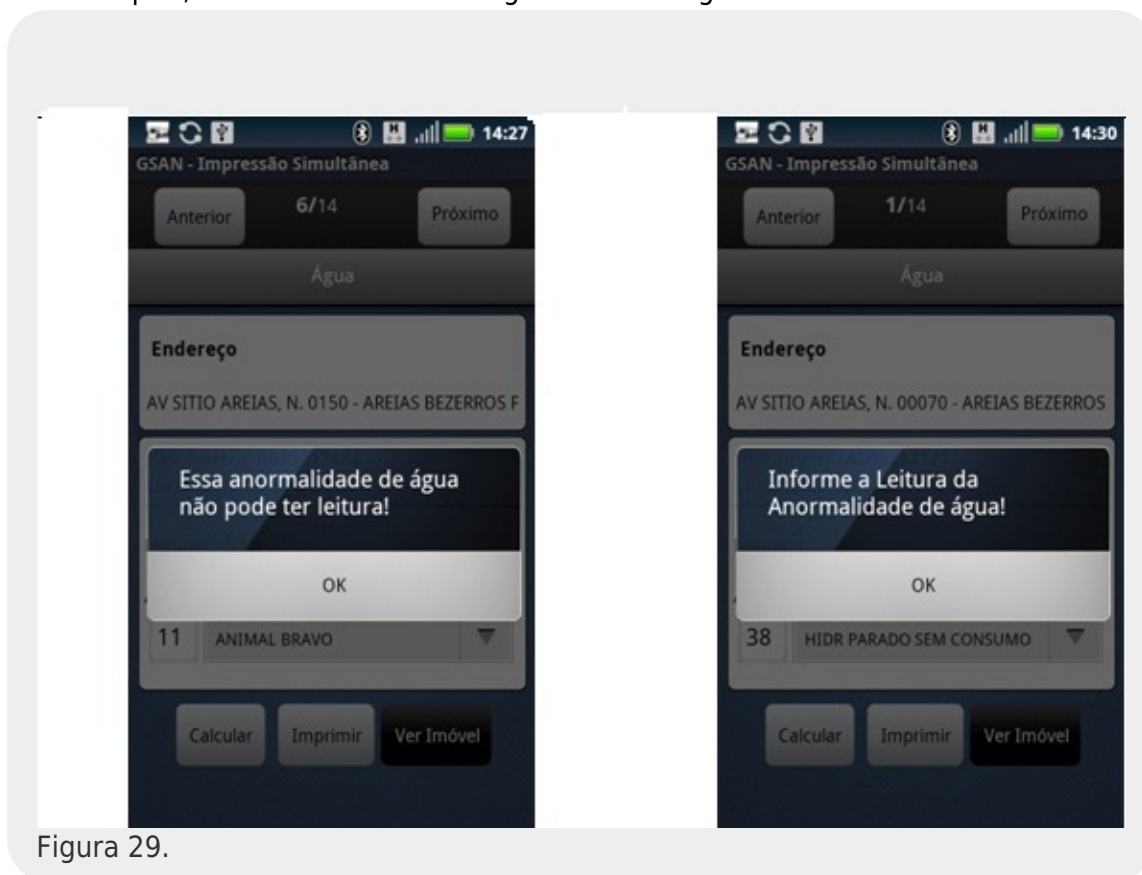 14:27
GSAN - Impressão Simultânea
Anterior
6/14
Próximo
Água
Endereço
AV SITIO AREIAS, N. 0150 - AREIAS BEZERROS F
Essa anormalidade de água
não pode ter leitura!
OK
11 ANIMAL BRAVO
Calcular Imprimir Ver Imóvel
14:30
GSAN - Impressão Simultânea
Anterior
1/14
Próximo
Água
Endereço
AV SITIO AREIAS, N. 00070 - AREIAS BEZERROS
Informe a Leitura da
Anormalidade de água!
OK
38 HIDR PARADO SEM CONSUMO
Calcular Imprimir Ver Imóvel
Figura 29.